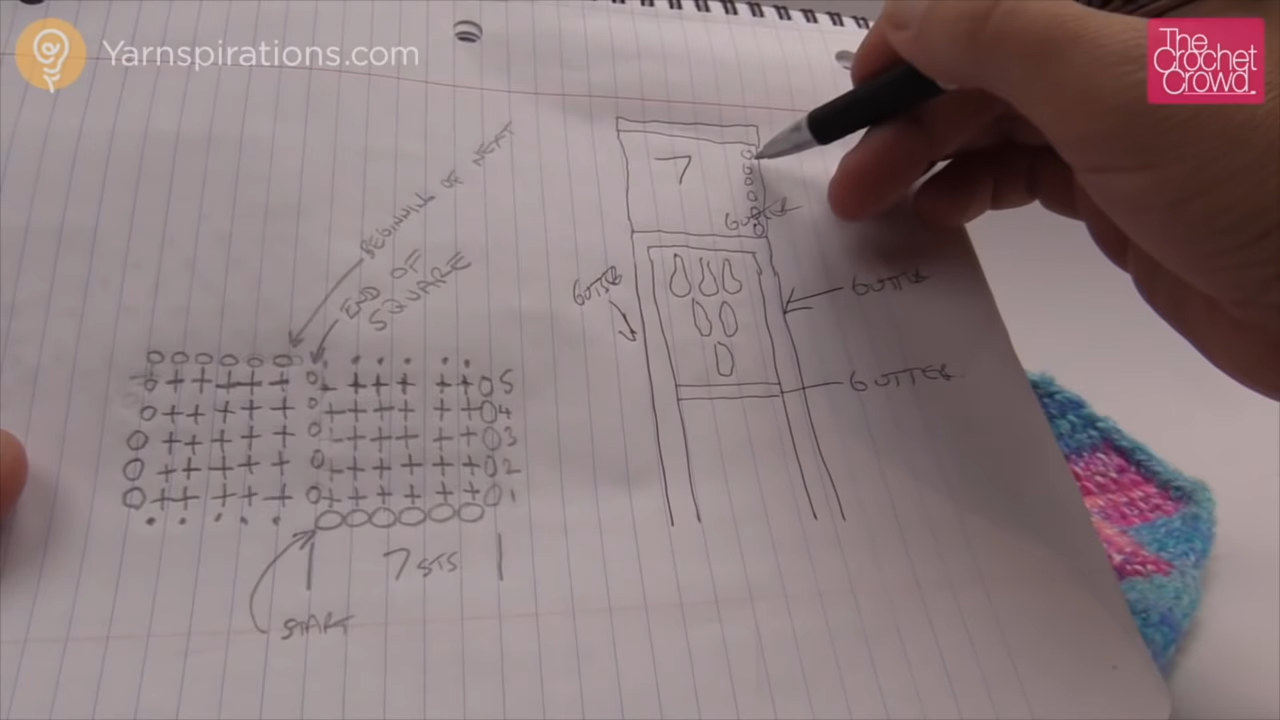 Yarnspirations.com
The
Crochet
Crowd
BEGINNING OF NEXT
END OF
SQUARE
7
GUTTER
GUTTER
GUTTER
GUTTER
5
4
3
2
1
7 STS
START